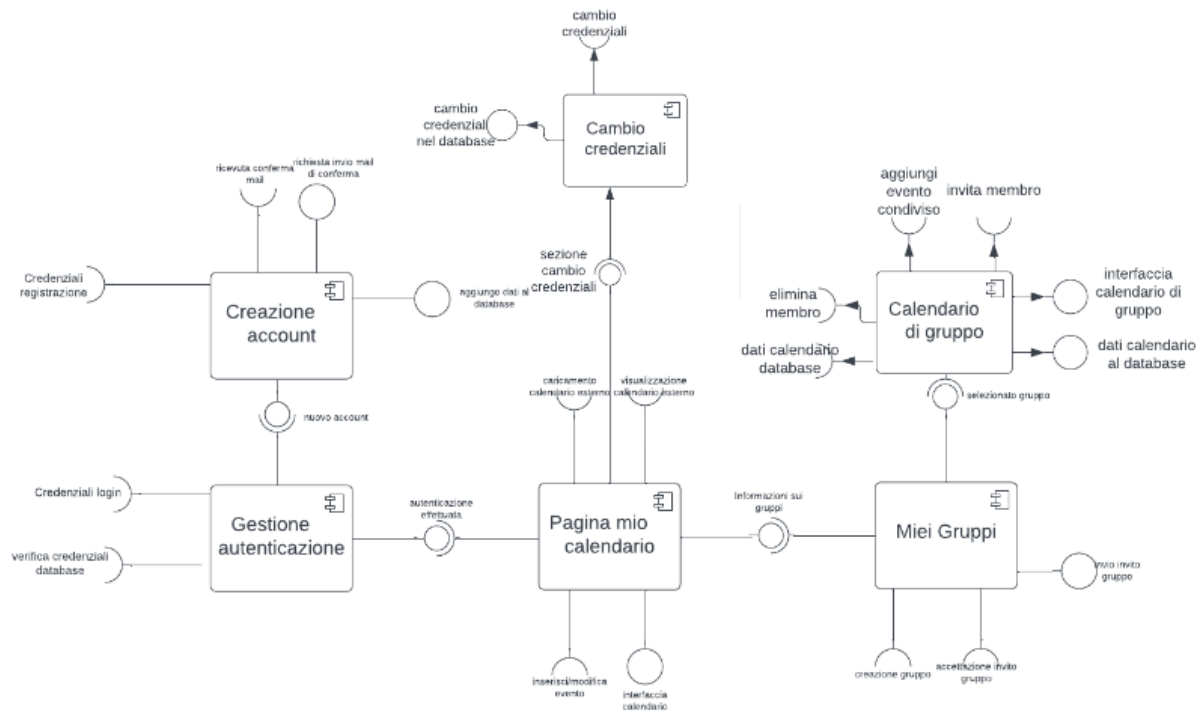 cambio
credenziali
cambio
credenziali
nel database
Cambio
credenziali
ricevuta conferma
mail
richiesta invio mail
di conferma
aggiungi
evento
condiviso
invita membro
sezione
cambio
credenziali
Credenziali
registrazione
Creazione
account
aggiungo dati al
database
elimina
membro
Calendario
di gruppo
interfaccia
calendario di
gruppo
dati calendario
database
dati calendario
al database
caricamento
calendario esterno
visualizzazione
calendario esterno
selezionato gruppo
nuovo account
Credenziali login
Gestione
autenticazione
autenticazione
effettuata
Pagina mio
calendario
Informazioni sui
gruppi
Miei Gruppi
verifica credenziali
database
invio invito
gruppo
inserisci/modifica
evento
interfaccia
calendario
creazione gruppo
accettazione invito
gruppo